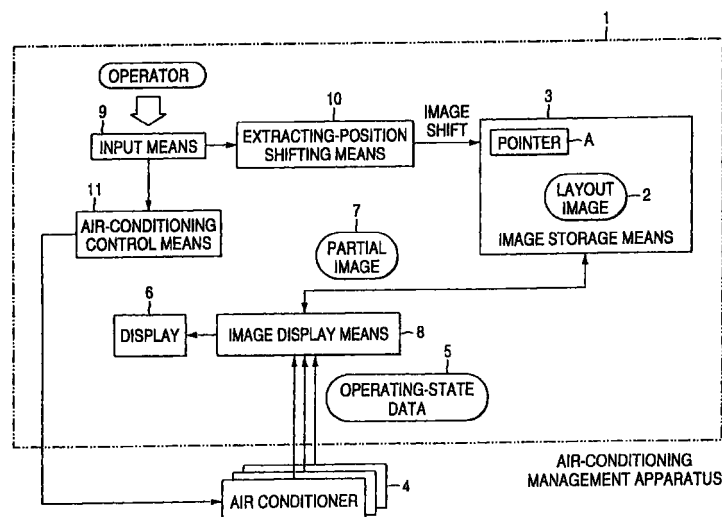 1
OPERATOR
9
INPUT MEANS
10
EXTRACTING-POSITION
SHIFTING MEANS
IMAGE
SHIFT
3
POINTER
A
LAYOUT
IMAGE
2
IMAGE STORAGE MEANS
11
AIR-CONDITIONING
CONTROL MEANS
7
PARTIAL
IMAGE
6
DISPLAY
IMAGE DISPLAY MEANS
8
5
OPERATING-STATE
DATA
AIR CONDITIONER
4
AIR-CONDITIONING
MANAGEMENT APPARATUS